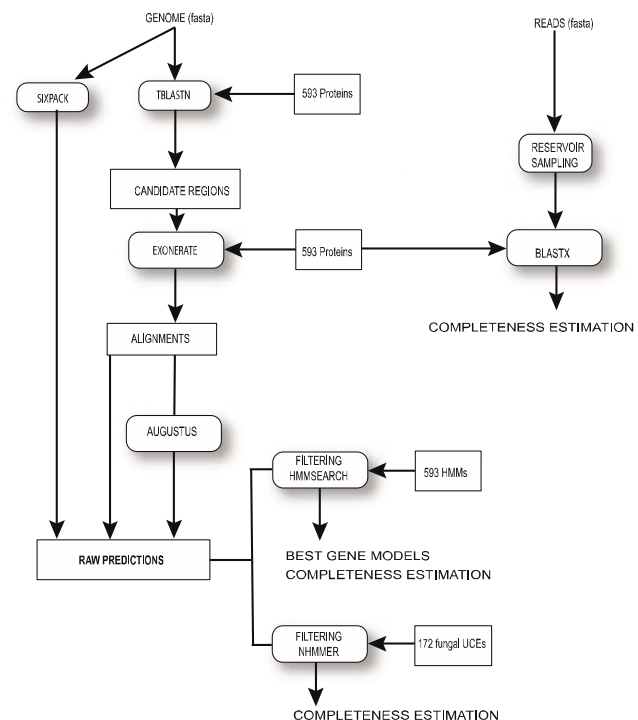 GENOME (fasta)
READS (fasta)
SIXPACK
TBLASTN
593 Proteins
RESERVOIR
SAMPLING
CANDIDATE REGIONS
EXONERATE
593 Proteins
BLASTX
COMPLETENESS ESTIMATION
ALIGNMENTS
AUGUSTUS
FILTERING
HMMSEARCH
593 HMMs
BEST GENE MODELS
COMPLETENESS ESTIMATION
RAW PREDICTIONS
FILTERING
NHMMER
172 fungal UCEs
COMPLETENESS ESTIMATION